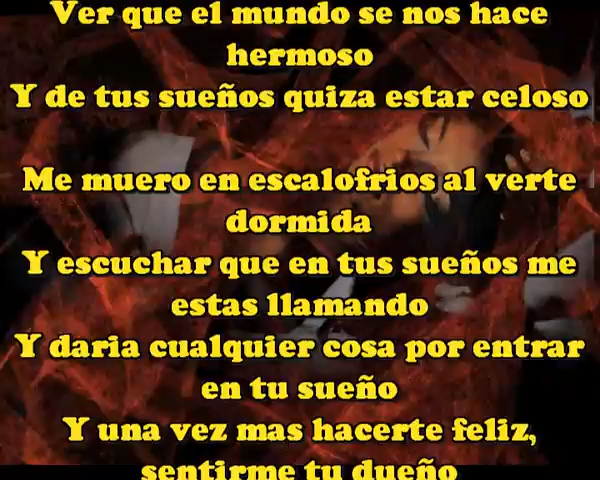 Ver que el mundo se nos hace
hermoso
Y de tus sueños quiza estar celoso
Me muero en escalofrios al verte
dormida
Y escuchar que en tus sueños me
estas llamando
Y daria cualquier cosa por entrar
en tu sueño
Y una vez mas hacerte feliz,
sentirme tu dueño